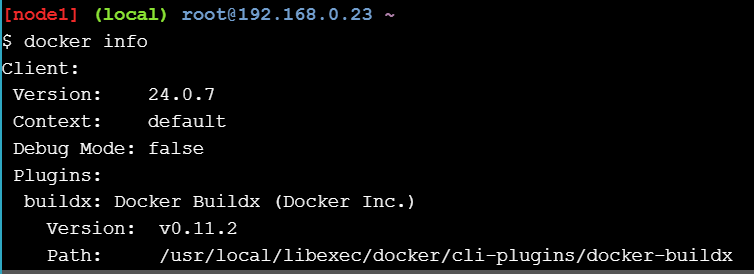 [node1] (local) root@192.168.0.23 ~
$ docker info
Client:
 Version:    24.0.7
 Context:    default
 Debug Mode: false
 Plugins:
  buildx: Docker Buildx (Docker Inc.)
    Version:  v0.11.2
    Path:     /usr/local/libexec/docker/cli-plugins/docker-buildx